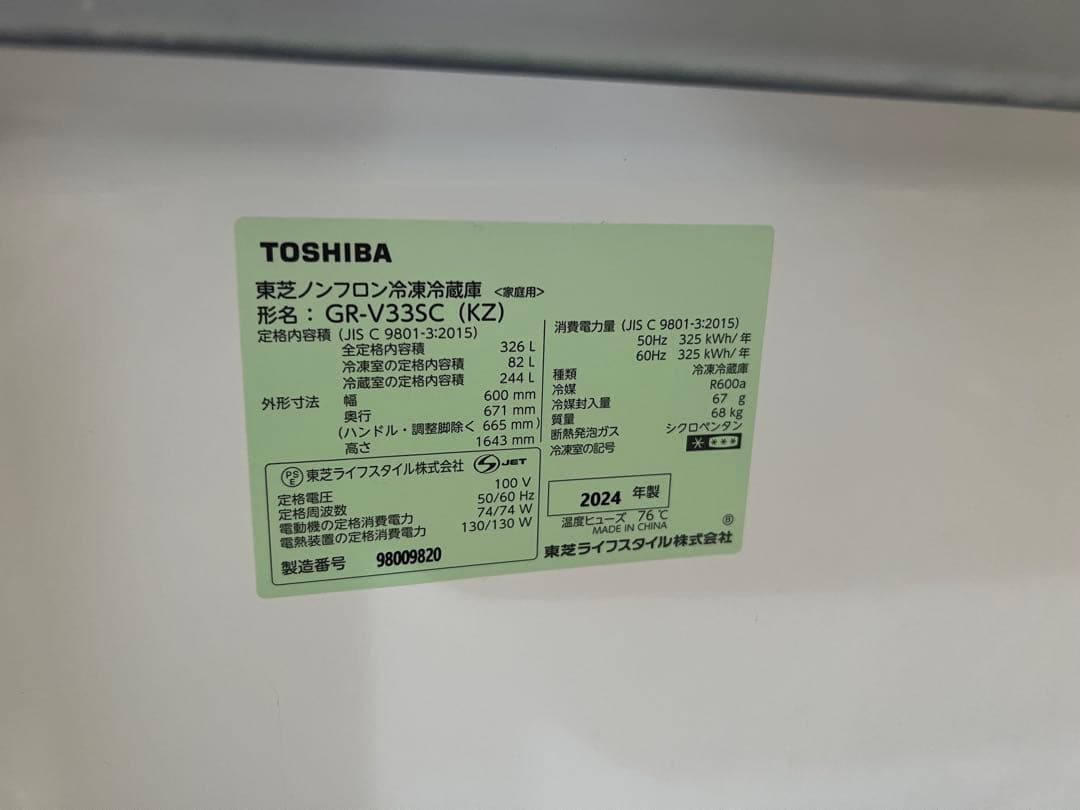 TOSHIBA
東芝ノンフロン冷凍冷蔵庫 <家庭用>
形名：GR-V33SC (KZ)
定格内容積 (JIS C 9801-3:2015)
全定格内容積 326 L
冷凍室の定格内容積 82 L
冷蔵室の定格内容積 244 L
外形寸法 幅 600 mm
奥行 671 mm
(ハンドル・調整脚除く 665 mm)
高さ 1643 mm
PSE 東芝ライフスタイル株式会社 S-JET
定格電圧 100 V
定格周波数 50/60 Hz
電動機の定格消費電力 74/74 W
電熱装置の定格消費電力 130/130 W
製造番号 98009820
消費電力量 (JIS C 9801-3:2015)
50Hz 325 kWh/年
60Hz 325 kWh/年
種類 冷凍冷蔵庫
冷媒 R600a
冷媒封入量 67 g
質量 68 kg
断熱発泡ガス シクロペンタン
冷凍室の記号 * ***
2024 年製
温度ヒューズ 76℃
MADE IN CHINA
Ⓑ
東芝ライフスタイル株式会社